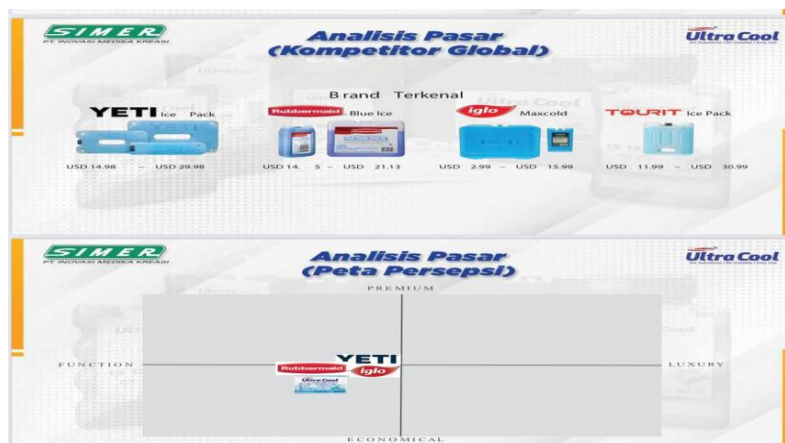 SIMER
PT. INOVASI MEDIKA KREASI
Analisis Pasar
(Kompetitor Global)
Ultra Cool
Brand Terkenal
YETI Ice Pack
Rubbermaid Blue Ice
iglo Maxcold
TOURIT Ice Pack
USD 14.98 – USD 29.98
USD 14. 5 – USD 21.13
USD 2.99 – USD 15.99
USD 11.99 – USD 30.99
SIMER
PT. INOVASI MEDIKA KREASI
Analisis Pasar
(Peta Persepsi)
Ultra Cool
PREMIUM
FUNCTION
LUXURY
YETI
Rubbermaid
iglo
Ultra Cool
ECONOMICAL